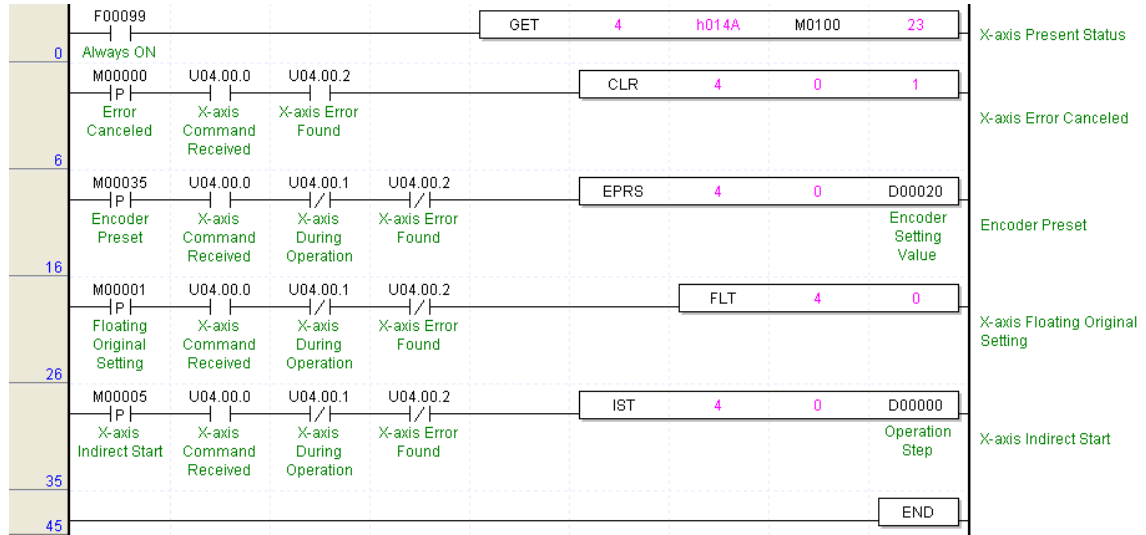 F00099
GET 4 h014A M0100 23
X-axis Present Status
0 Always ON
M00000 U04.00.0 U04.00.2
P
CLR 4 0 1
Error X-axis X-axis Error
X-axis Error Canceled
Canceled Command Found
Received
6
M00035 U04.00.0 U04.00.1 U04.00.2
P
EPRS 4 0 D00020
Encoder X-axis X-axis X-axis Error Encoder
Encoder Preset
Preset Command During Found Setting
Received Operation Value
16
M00001 U04.00.0 U04.00.1 U04.00.2
P
FLT 4 0
Floating X-axis X-axis X-axis Error
X-axis Floating Original
Original Command During Found
Setting
Setting Received Operation
26
M00005 U04.00.0 U04.00.1 U04.00.2
P
IST 4 0 D00000
X-axis X-axis X-axis X-axis Error Operation
X-axis Indirect Start
Indirect Start Command During Found Step
Received Operation
35
END
45